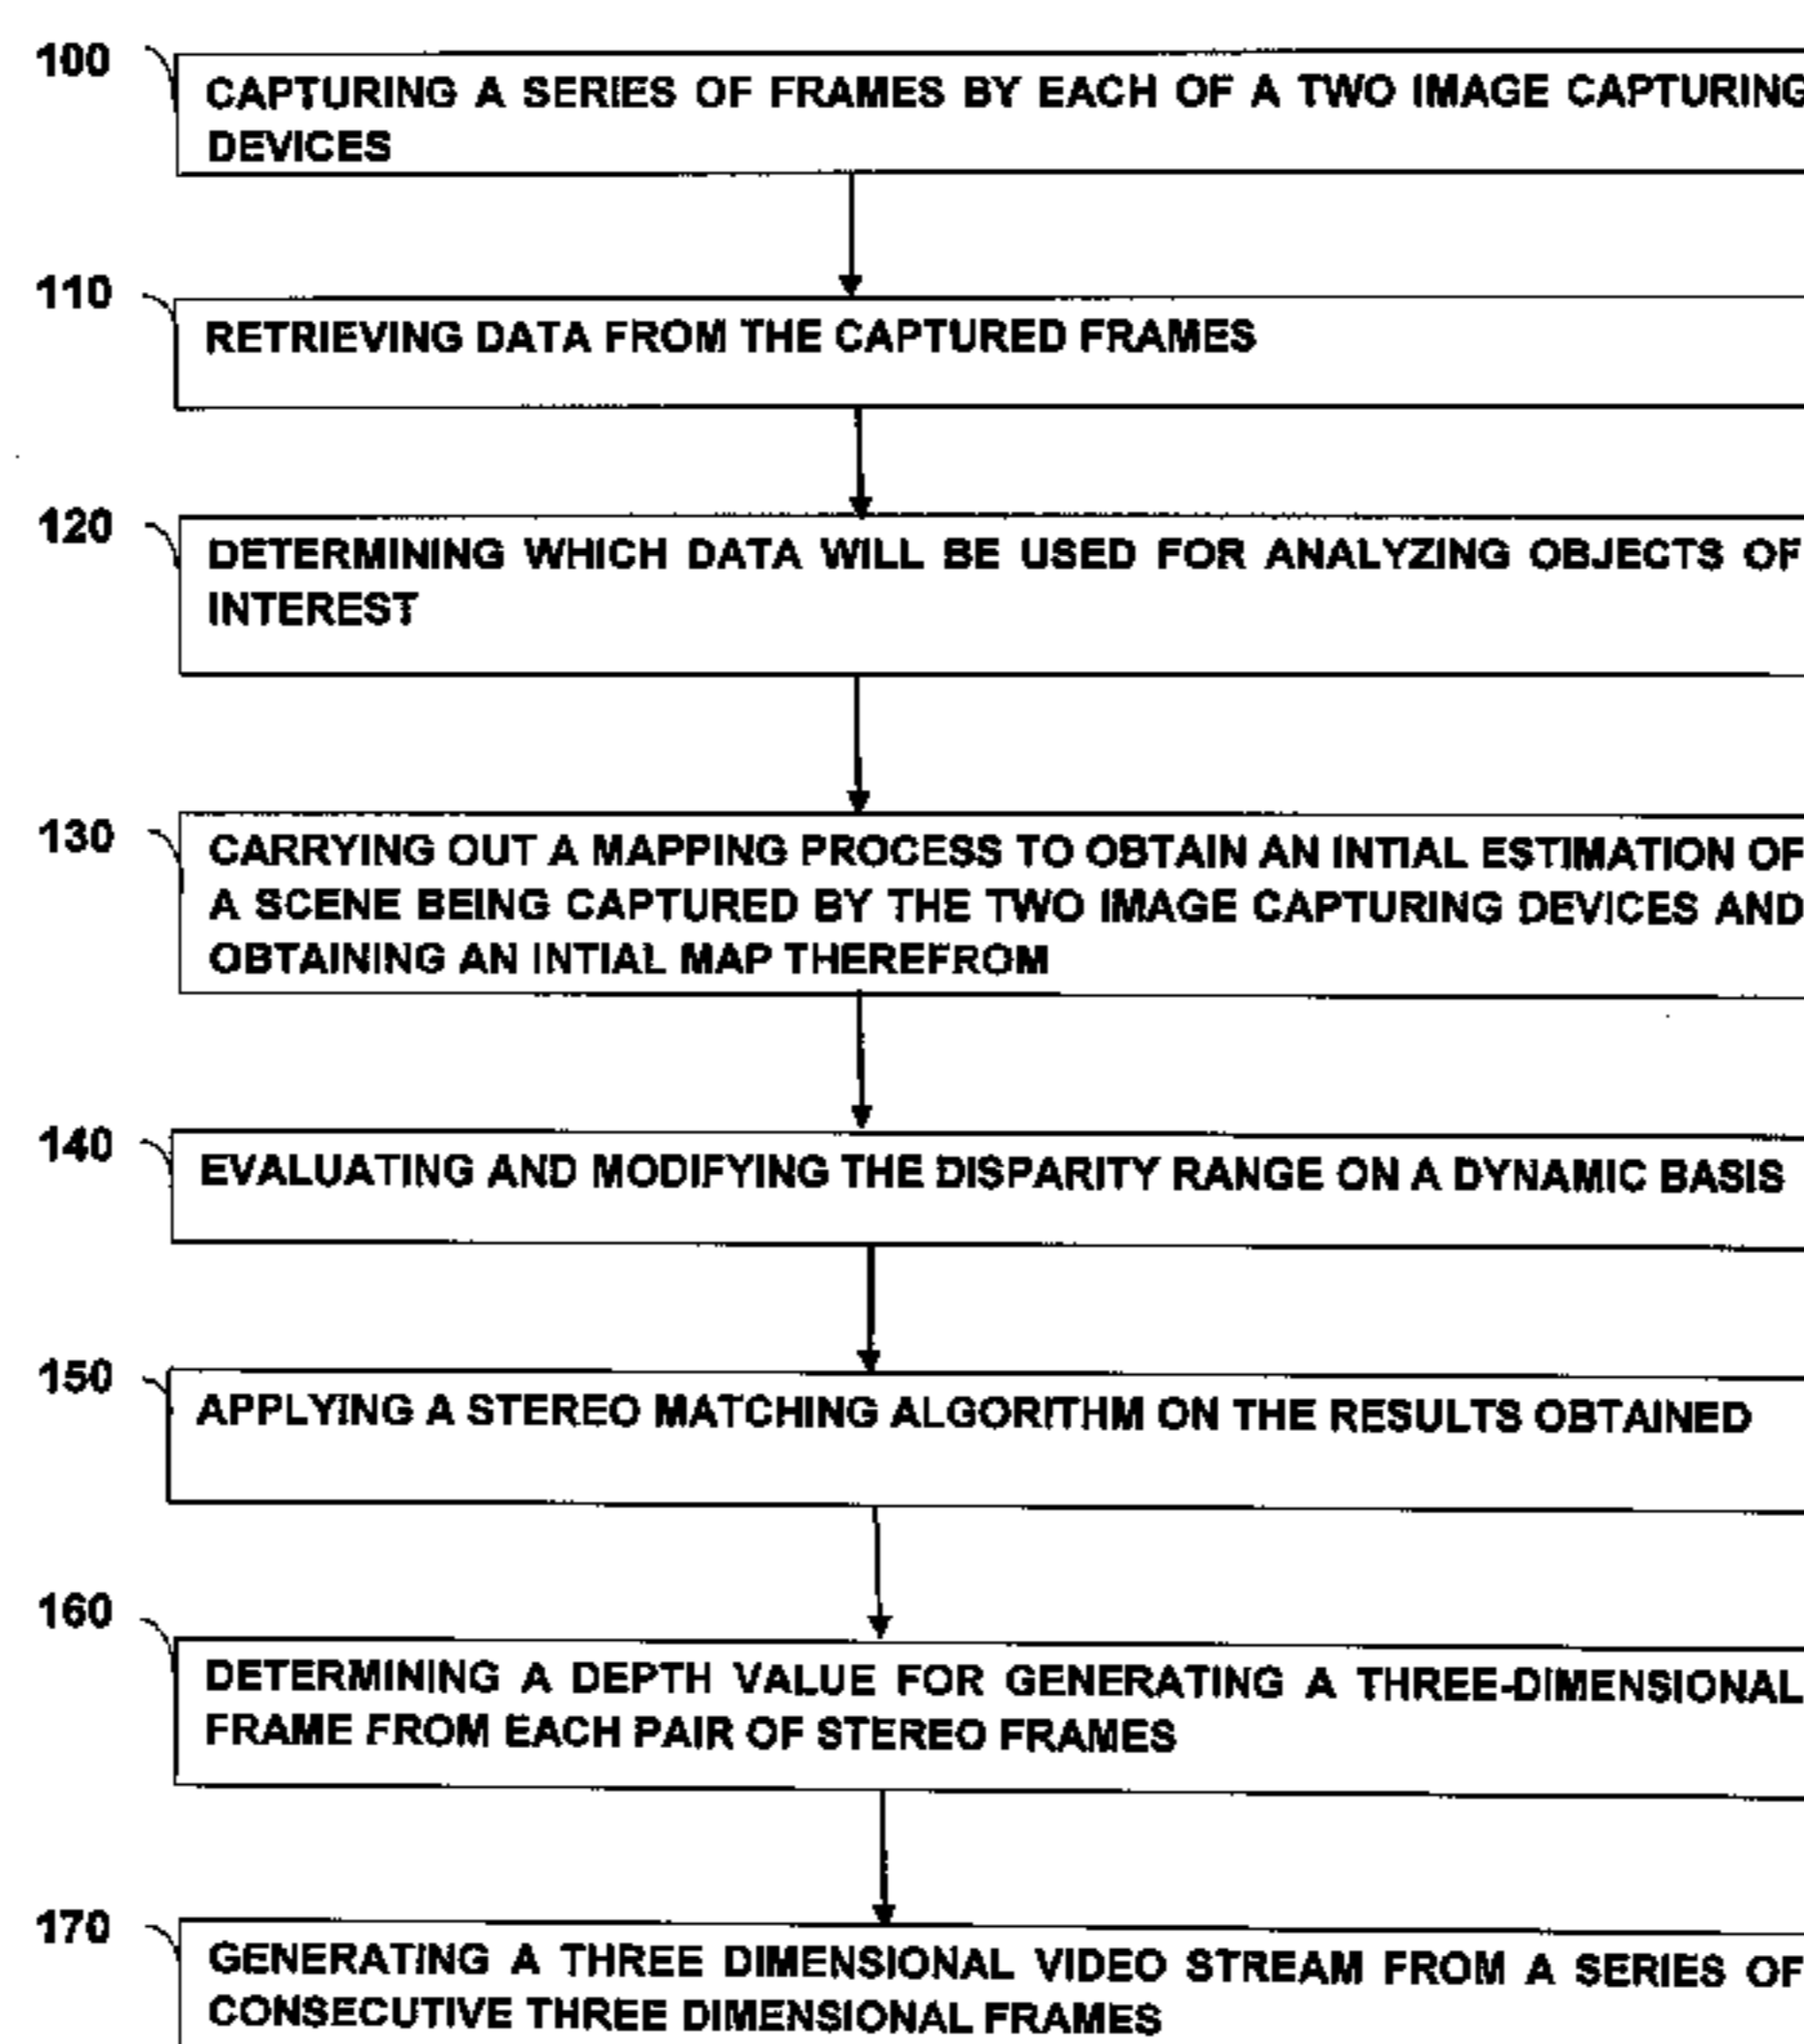 100
CAPTURING A SERIES OF FRAMES BY EACH OF A TWO IMAGE CAPTURING
DEVICES
110
RETRIEVING DATA FROM THE CAPTURED FRAMES
120
DETERMINING WHICH DATA WILL BE USED FOR ANALYZING OBJECTS OF
INTEREST
130
CARRYING OUT A MAPPING PROCESS TO OBTAIN AN INTIAL ESTIMATION OF
A SCENE BEING CAPTURED BY THE TWO IMAGE CAPTURING DEVICES AND
OBTAINING AN INTIAL MAP THEREFROM
140
EVALUATING AND MODIFYING THE DISPARITY RANGE ON A DYNAMIC BASIS
150
APPLYING A STEREO MATCHING ALGORITHM ON THE RESULTS OBTAINED
160
DETERMINING A DEPTH VALUE FOR GENERATING A THREE-DIMENSIONAL
FRAME FROM EACH PAIR OF STEREO FRAMES
170
GENERATING A THREE DIMENSIONAL VIDEO STREAM FROM A SERIES OF
CONSECUTIVE THREE DIMENSIONAL FRAMES